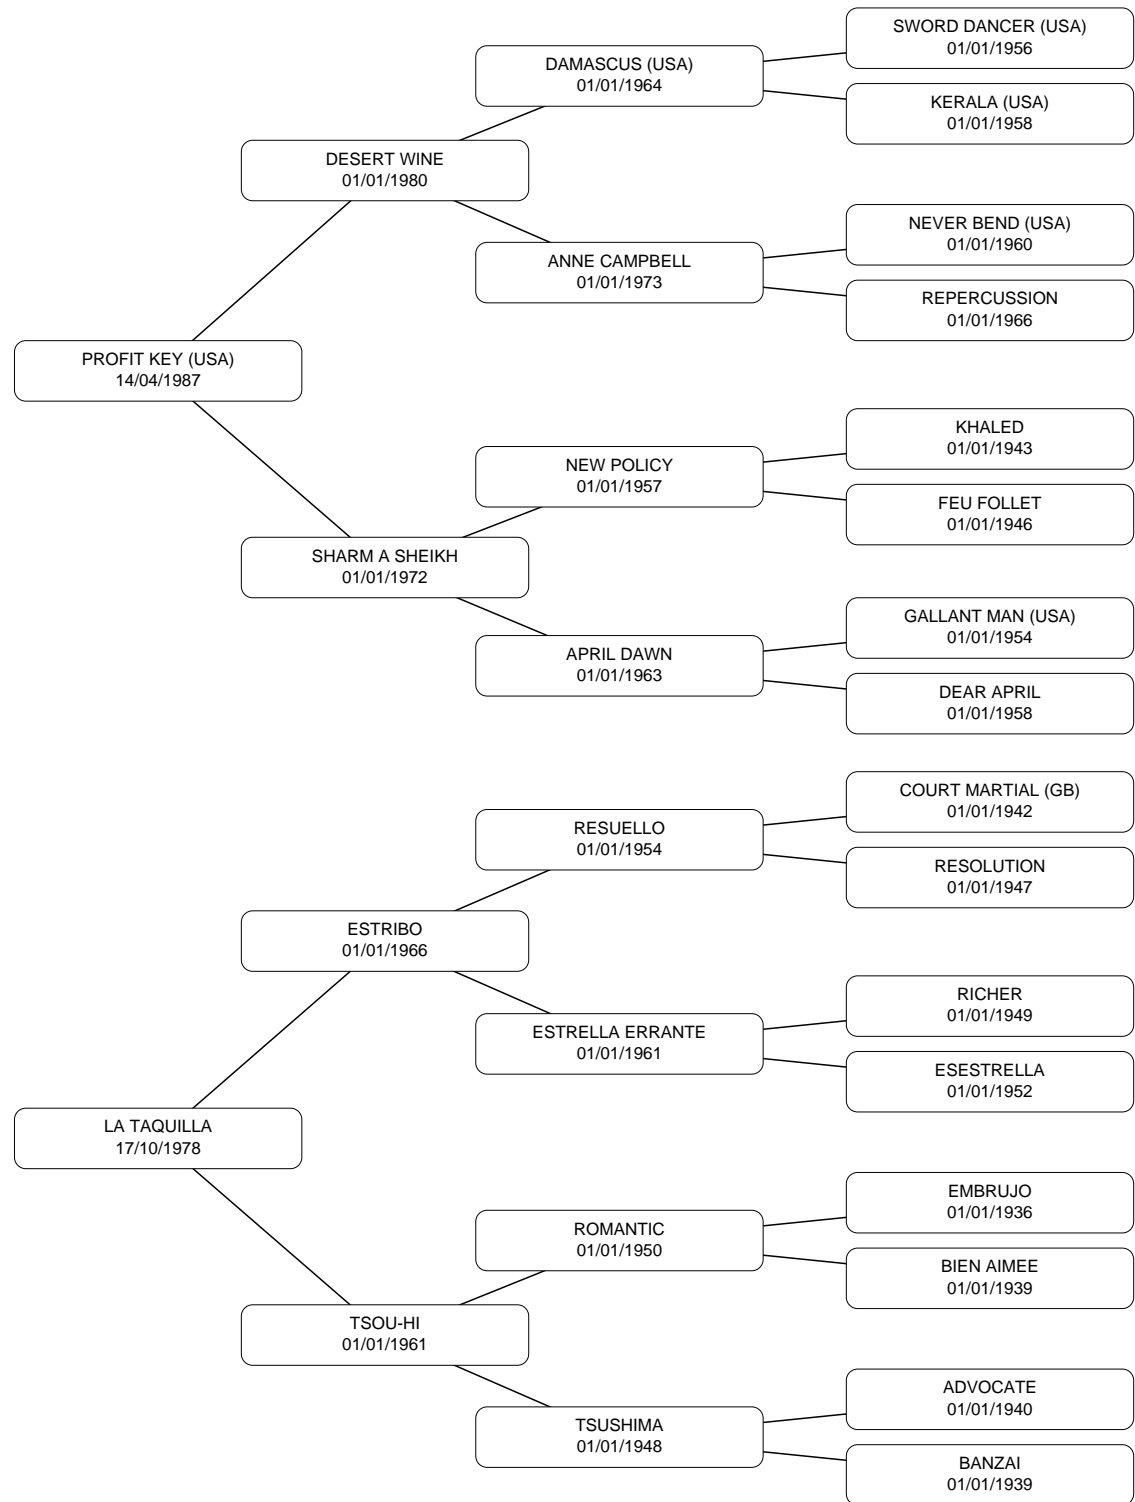 SWORD DANCER (USA)
01/01/1956
DAMASCUS (USA)
01/01/1964
KERALA (USA)
01/01/1958
DESERT WINE
01/01/1980
NEVER BEND (USA)
01/01/1960
ANNE CAMPBELL
01/01/1973
REPERCUSSION
01/01/1966
PROFIT KEY (USA)
14/04/1987
KHALED
01/01/1943
NEW POLICY
01/01/1957
FEU FOLLET
01/01/1946
SHARM A SHEIKH
01/01/1972
GALLANT MAN (USA)
01/01/1954
APRIL DAWN
01/01/1963
DEAR APRIL
01/01/1958
COURT MARTIAL (GB)
01/01/1942
RESUELLO
01/01/1954
RESOLUTION
01/01/1947
ESTRIBO
01/01/1966
RICHER
01/01/1949
ESTRELLA ERRANTE
01/01/1961
ESESTRELLA
01/01/1952
LA TAQUILLA
17/10/1978
EMBRUJO
01/01/1936
ROMANTIC
01/01/1950
BIEN AIMEE
01/01/1939
TSOU-HI
01/01/1961
ADVOCATE
01/01/1940
TSUSHIMA
01/01/1948
BANZAI
01/01/1939